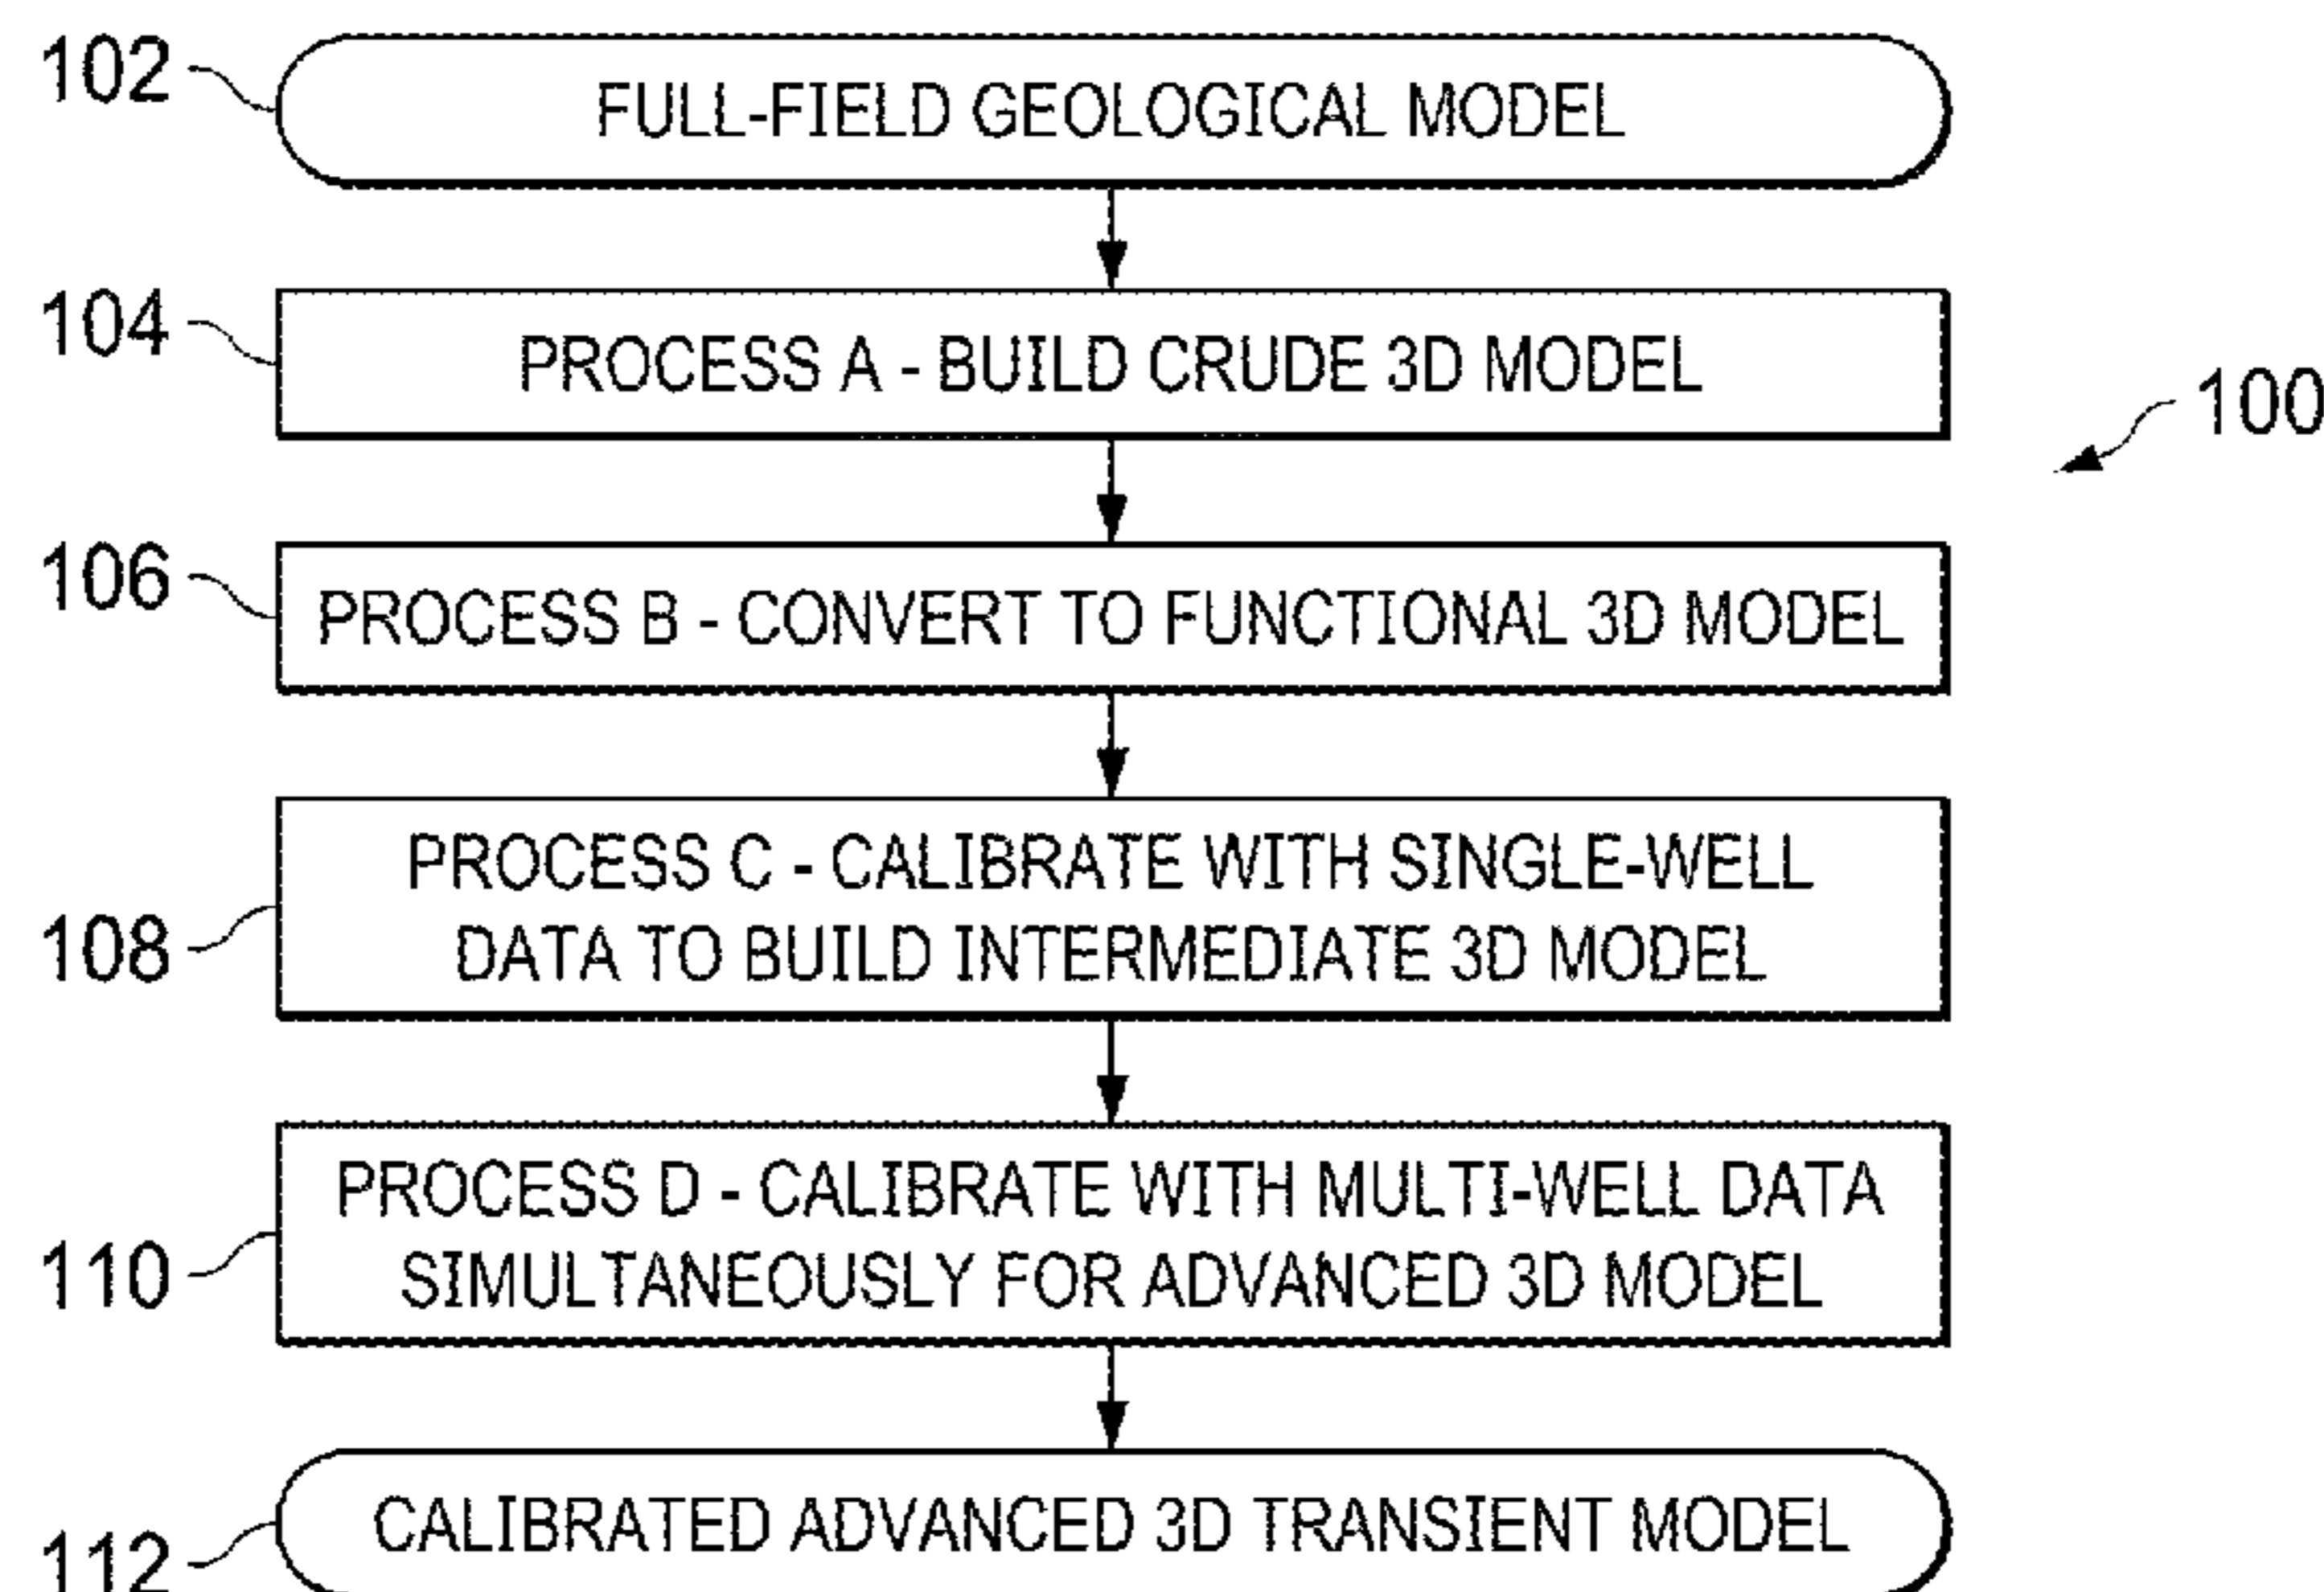 102
FULL-FIELD GEOLOGICAL MODEL
104
PROCESS A - BUILD CRUDE 3D MODEL
100
106
PROCESS B - CONVERT TO FUNCTIONAL 3D MODEL
108
PROCESS C - CALIBRATE WITH SINGLE-WELL
DATA TO BUILD INTERMEDIATE 3D MODEL
110
PROCESS D - CALIBRATE WITH MULTI-WELL DATA
SIMULTANEOUSLY FOR ADVANCED 3D MODEL
112
CALIBRATED ADVANCED 3D TRANSIENT MODEL